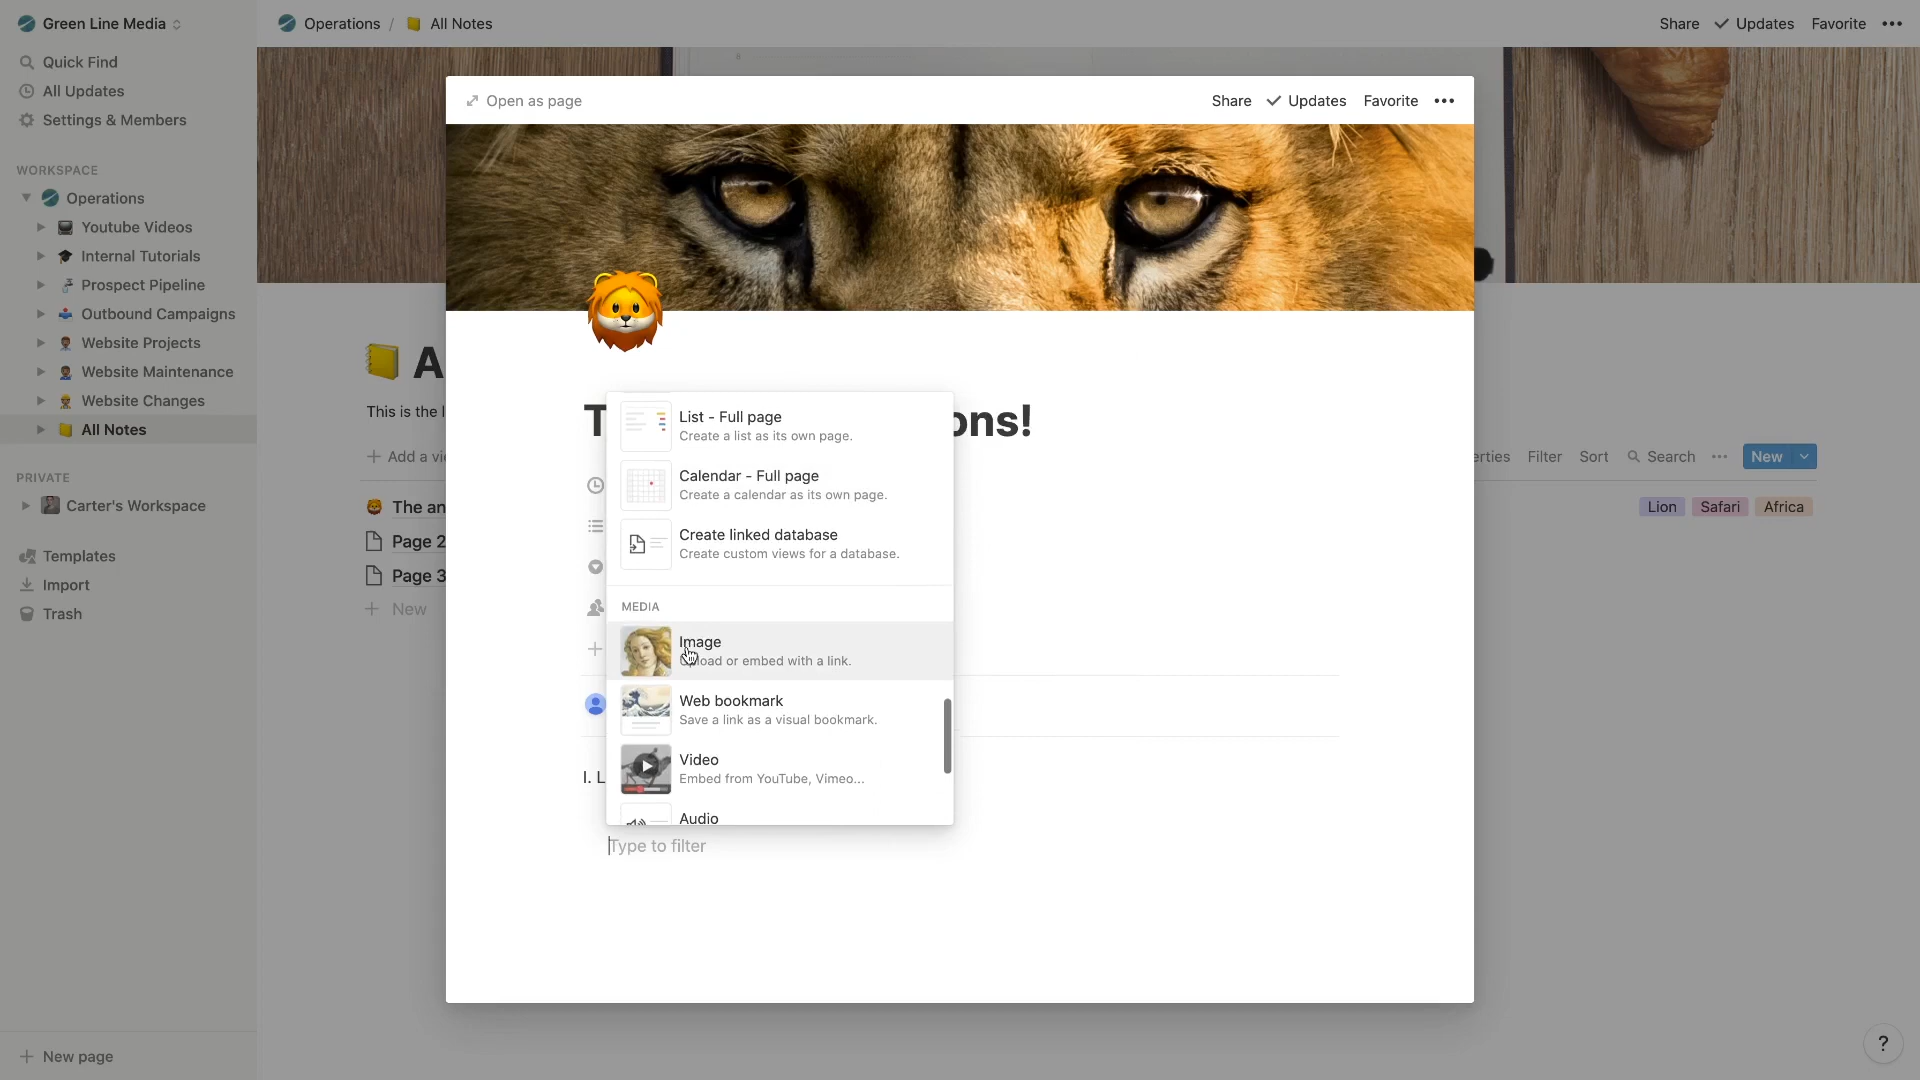 Green Line Media
Quick Find
All Updates
Settings & Members
WORKSPACE
Operations
Youtube Videos
Internal Tutorials
Prospect Pipeline
Outbound Campaigns
Website Projects
Website Maintenance
Website Changes
All Notes
PRIVATE
Carter's Workspace
Templates
Import
Trash
New page
Operations / All Notes
Share Updates Favorite
A
This is the
Add a
Filter Sort Search New
The an
Page 2
Page 3
New
Lion Safari Africa
Open as page
Share Updates Favorite
T ons!
List - Full page
Create a list as its own page.
Calendar - Full page
Create a calendar as its own page.
Create linked database
Create custom views for a database.
MEDIA
Image
or embed with a link.
Web bookmark
Save a link as a visual bookmark.
Video
Embed from YouTube, Vimeo...
Audio
I. L
Type to filter
?